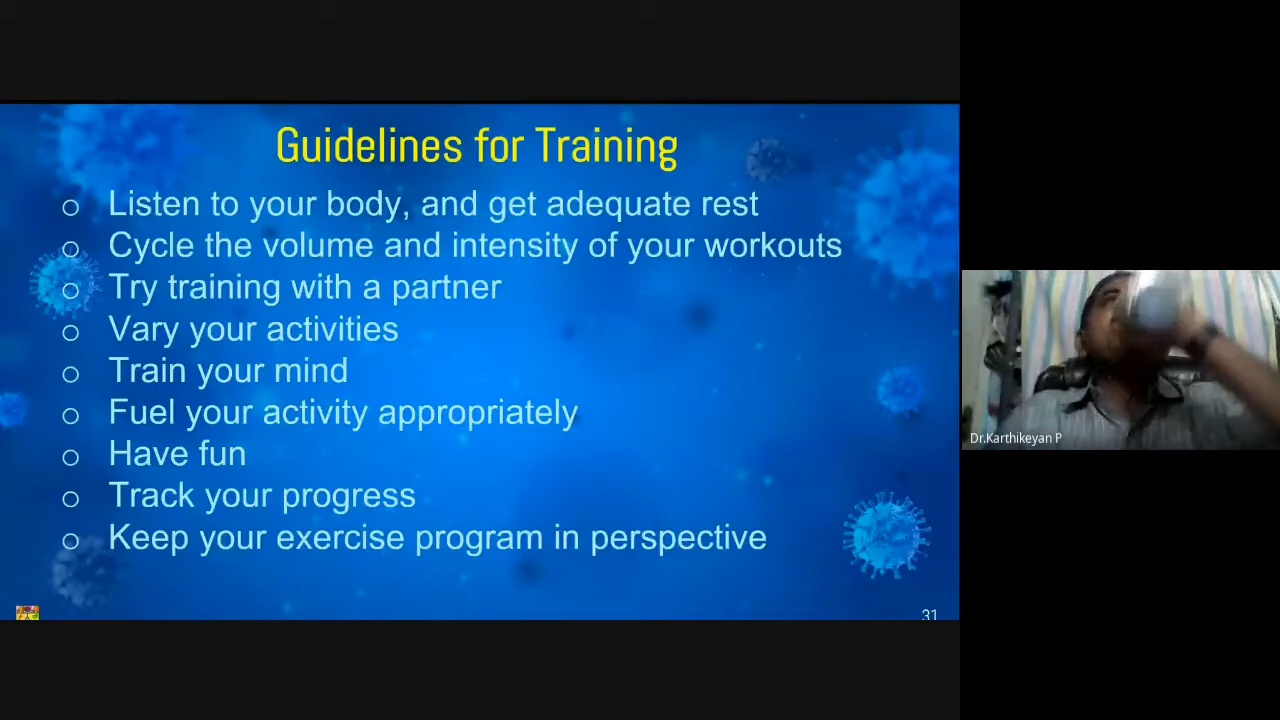 Guidelines for Training
o Listen to your body, and get adequate rest
o Cycle the volume and intensity of your workouts
o Try training with a partner
o Vary your activities
o Train your mind
o Fuel your activity appropriately
o Have fun
o Track your progress
o Keep your exercise program in perspective
31
Dr.Karthikeyan P